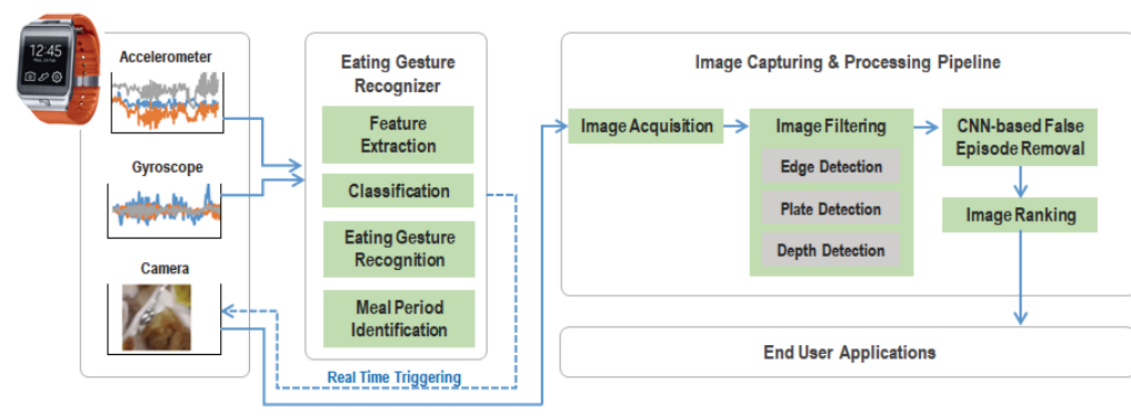 12:45
Accelerometer
Gyroscope
Camera
Eating Gesture
Recognizer
Feature
Extraction
Classification
Eating Gesture
Recognition
Meal Period
Identification
Real Time Triggering
Image Capturing & Processing Pipeline
Image Acquisition
Image Filtering
Edge Detection
Plate Detection
Depth Detection
CNN-based False
Episode Removal
Image Ranking
End User Applications